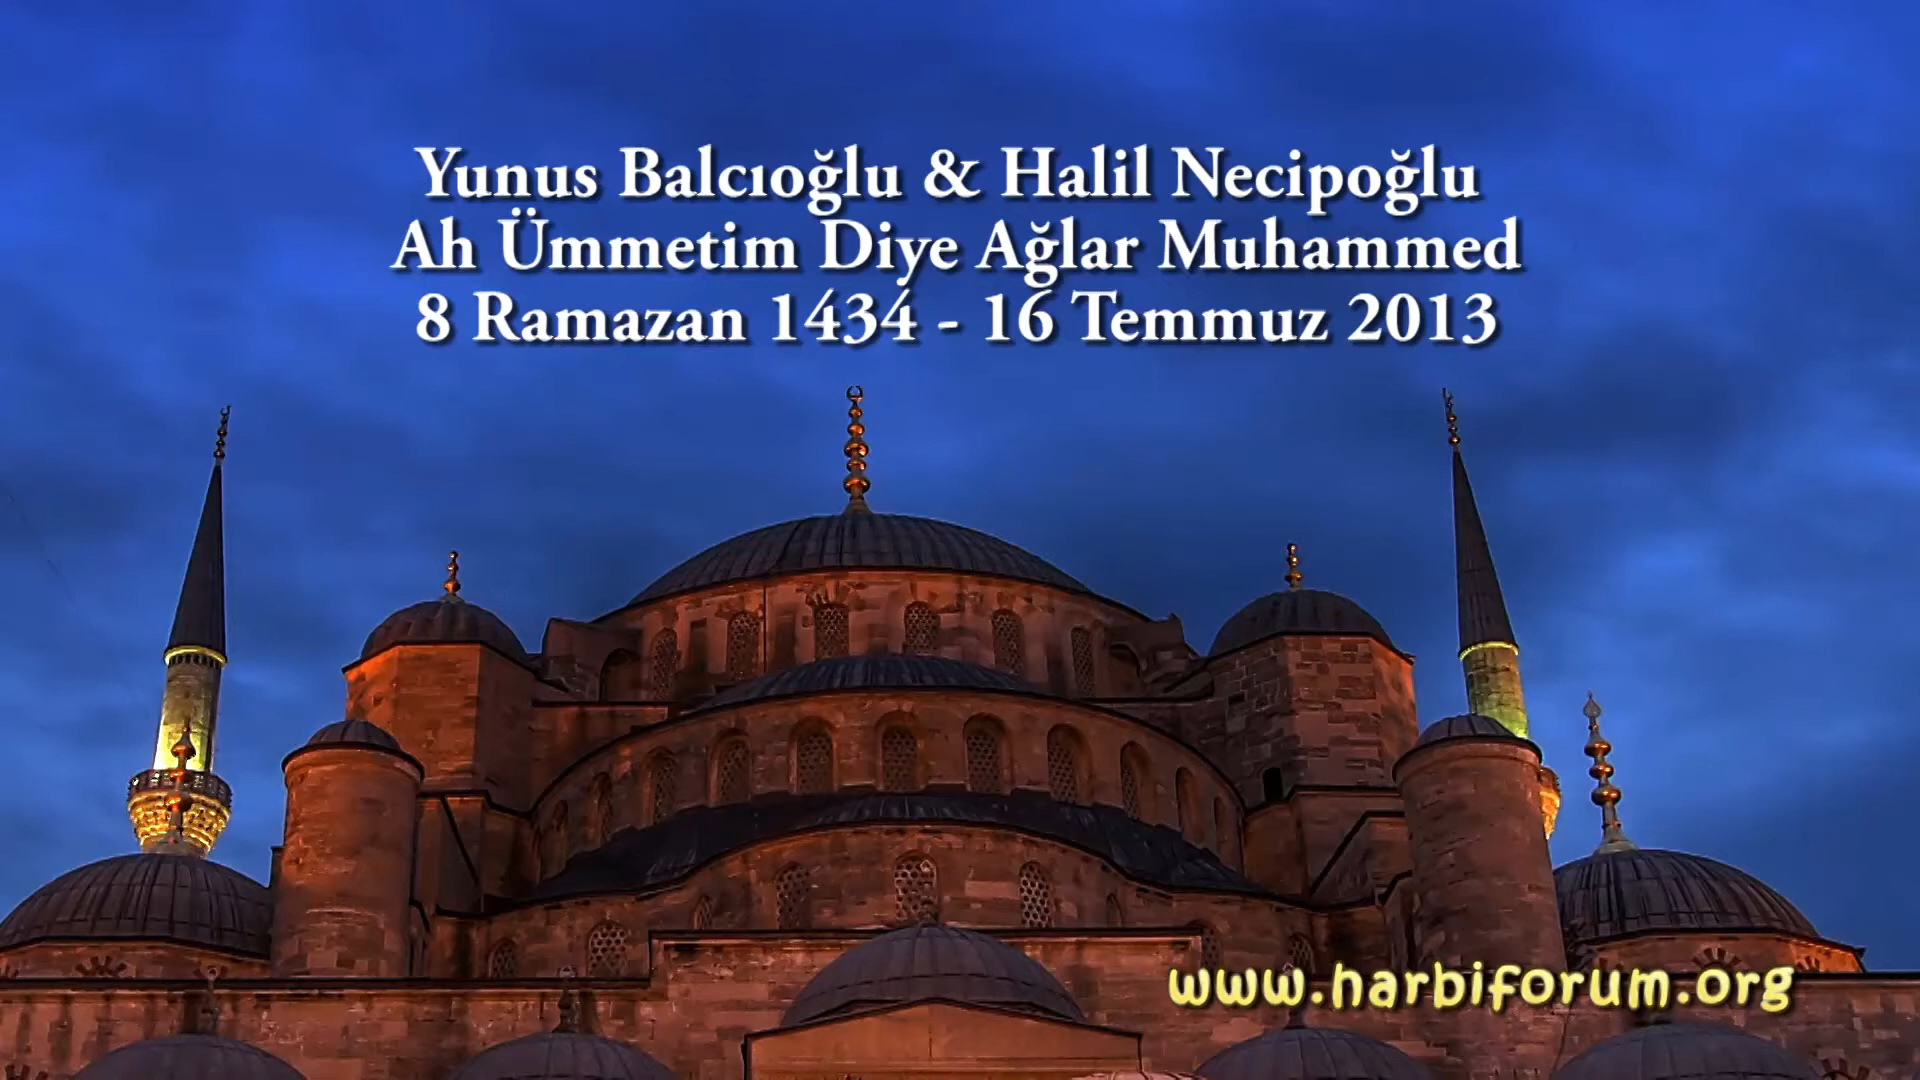 Yunus Balcıoğlu & Halil Necipoğlu
Ah Ümmetim Diye Ağlar Muhammed
8 Ramazan 1434 - 16 Temmuz 2013
www.harbiforum.org